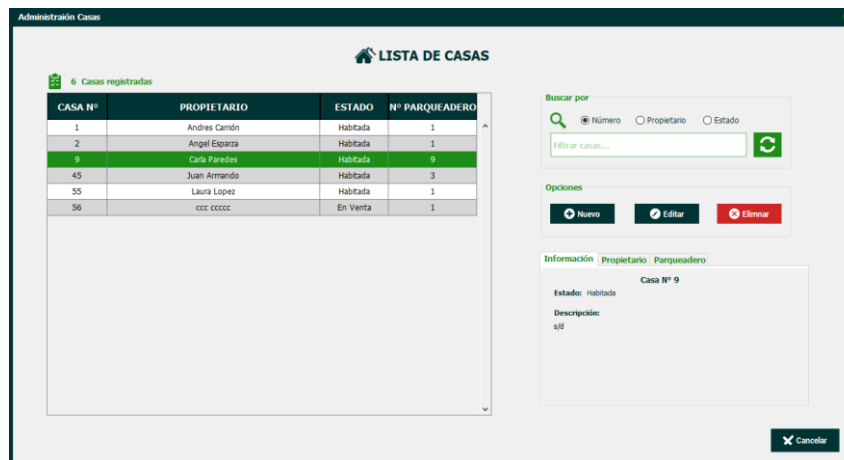 Administraión Casas
LISTA DE CASAS
6 Casas registradas
CASA Nº PROPIETARIO ESTADO Nº PARQUEADERO
1 Andres Carrión Habitada 1
2 Angel Esparza Habitada 1
9 Carla Paredes Habitada 9
45 Juan Armando Habitada 3
55 Laura Lopez Habitada 1
56 ccc ccccc En Venta 1
Buscar por
Número Propietario Estado
Filtrar casas...
Opciones
Nuevo Editar Elimnar
Información Propietario Parqueadero
Casa Nº 9
Estado: Habitada
Descripción:
s/d
Cancelar